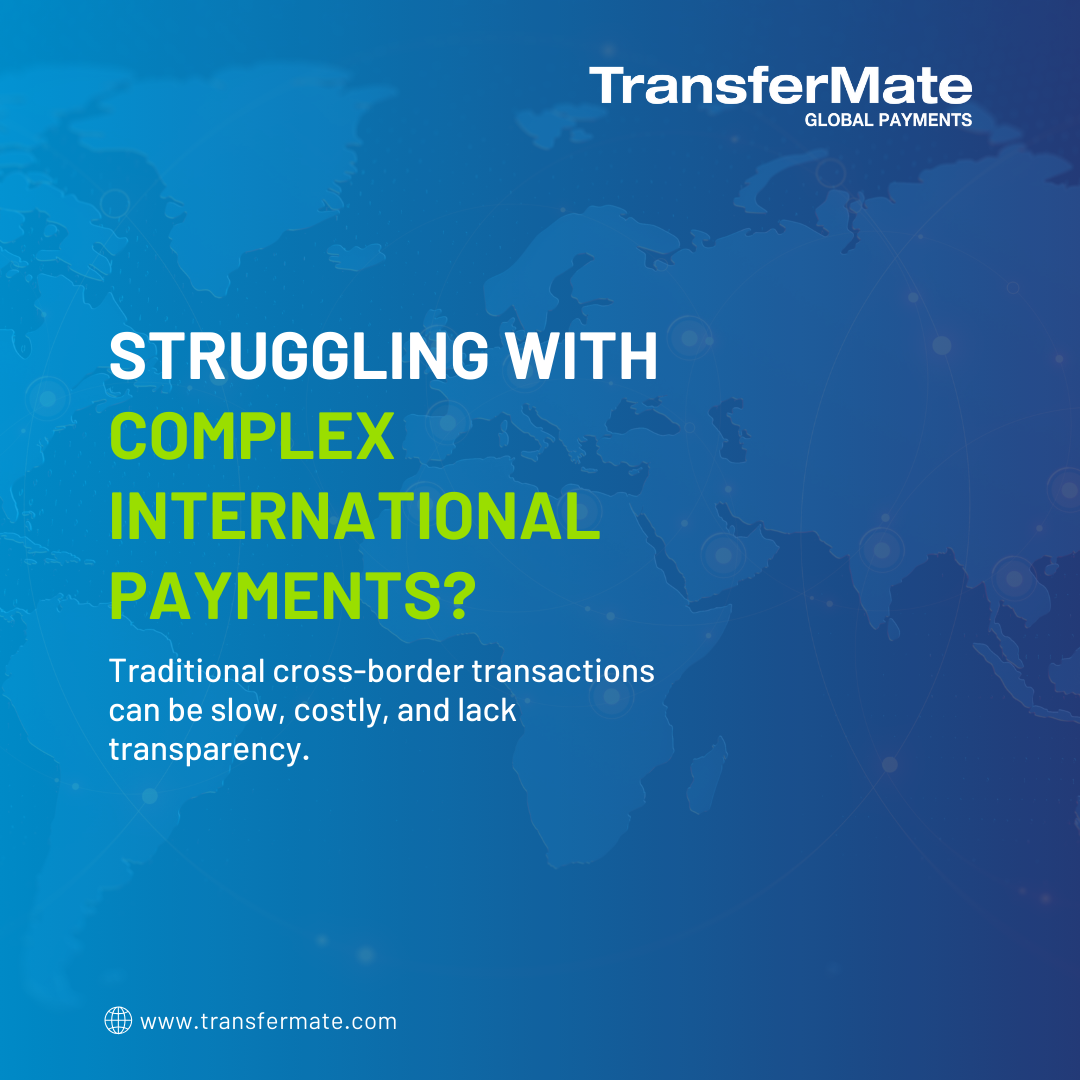 TransferMate
GLOBAL PAYMENTS
STRUGGLING WITH
COMPLEX
INTERNATIONAL
PAYMENTS?
Traditional cross-border transactions
can be slow, costly, and lack
transparency.
www.transfermate.com